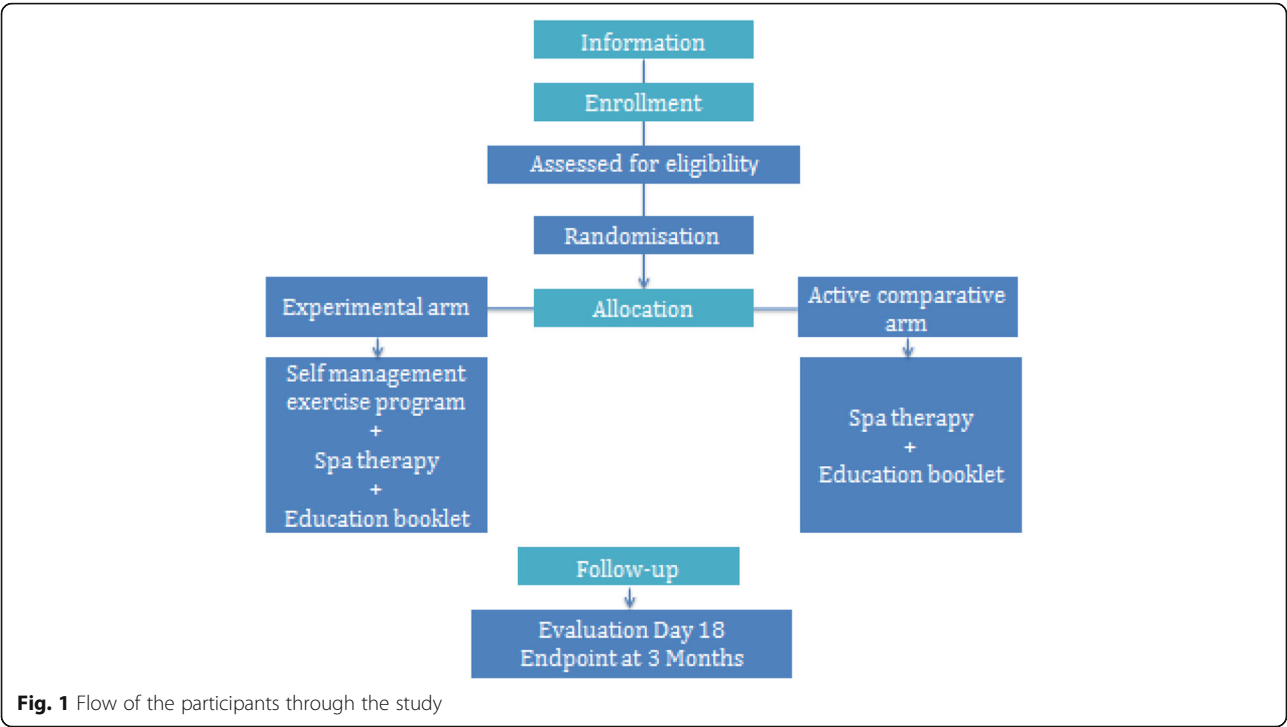 Information
Enrollment
Assessed for eligibility
Randomisation
Allocation
Experimental arm
Self management
exercise program
+
Spa therapy
+
Education booklet
Active comparative
arm
Spa therapy
+
Education booklet
Follow-up
Evaluation Day 18
Endpoint at 3 Months
Fig. 1 Flow of the participants through the study